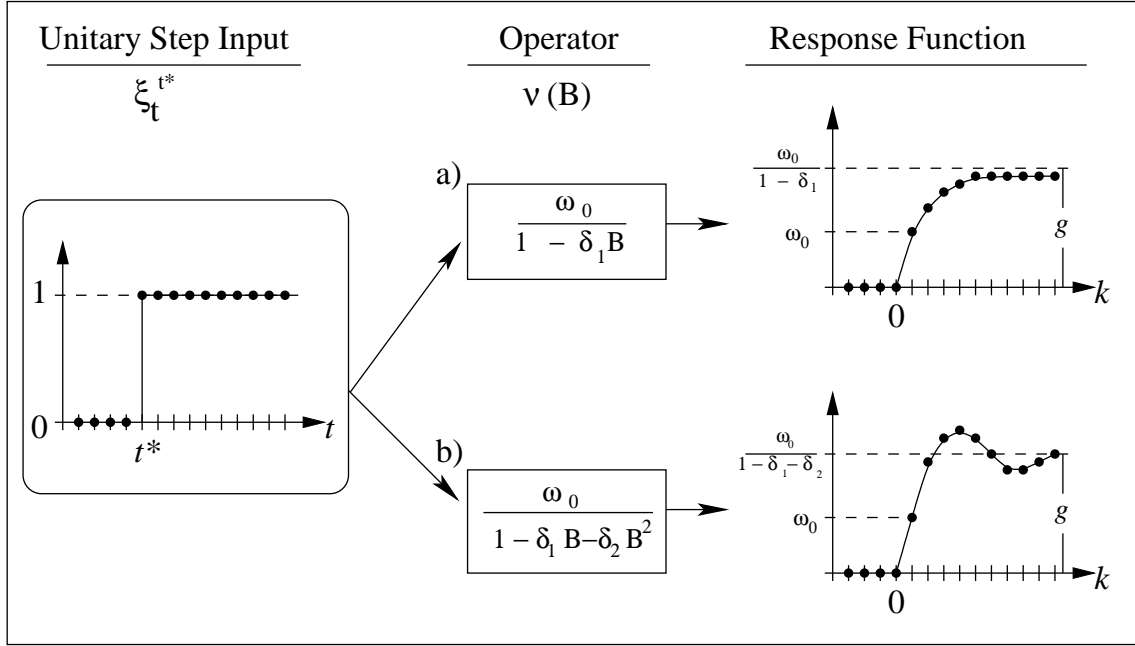 Unitary Step Input
ξ_t^{t*}
Operator
ν (B)
Response Function
1
0
t*
t
a)
ω_0
1 − δ_1 B
ω_0
1 − δ_1
ω_0
g
0
k
b)
ω_0
1 − δ_1 B − δ_2 B^2
ω_0
1 − δ_1 − δ_2
ω_0
g
0
k